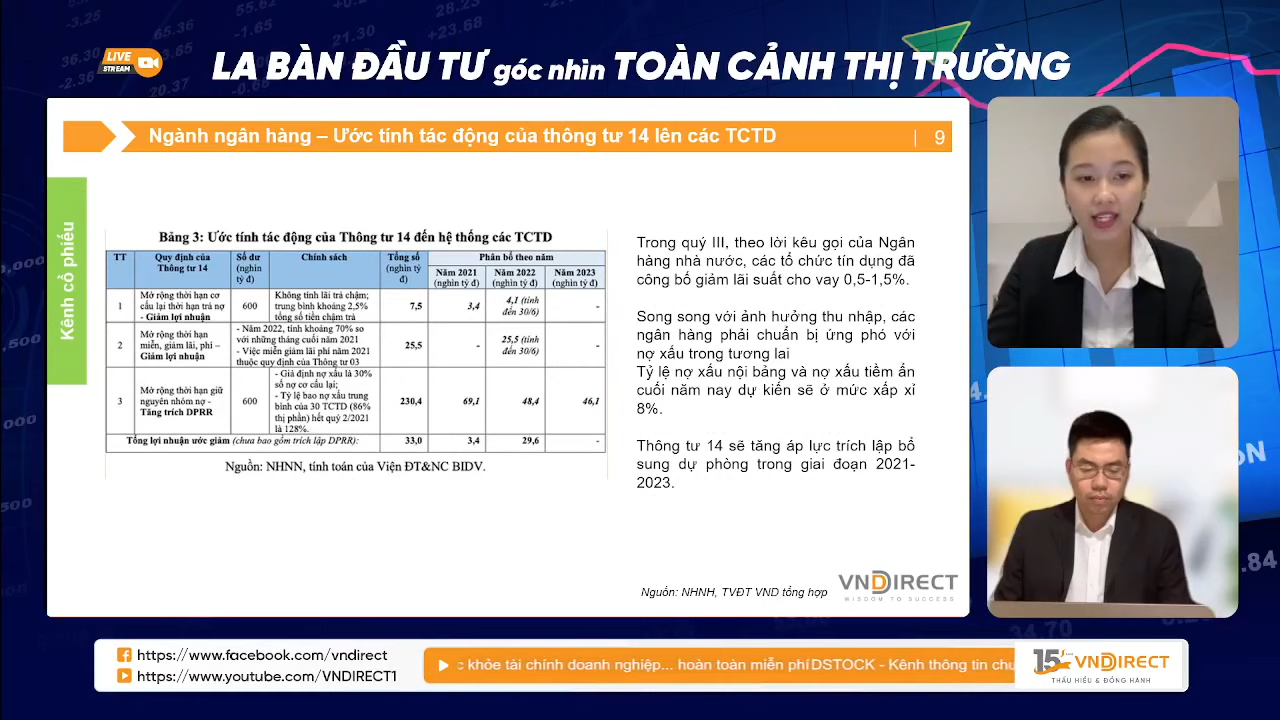 LIVE
STREAM
LA BÀN ĐẦU TƯ góc nhìn TOÀN CẢNH THỊ TRƯỜNG
Ngành ngân hàng – Ước tính tác động của thông tư 14 lên các TCTD | 9
Kênh cổ phiếu
Bảng 3: Ước tính tác động của Thông tư 14 đến hệ thống các TCTD
TT Quy định của Thông tư 14 Số dư (nghìn tỷ đ) Chính sách Tổng số (nghìn tỷ đ) Phân bổ theo năm
Năm 2021 (nghìn tỷ đ) Năm 2022 (nghìn tỷ đ) Năm 2023 (nghìn tỷ đ)
1 Mở rộng thời hạn cơ cấu lại thời hạn trả nợ - Giảm lợi nhuận 600 Không tính lãi trả chậm; trung bình khoảng 2,5% tổng số tiền chậm trả 7,5 3,4 4,1 (tính đến 30/6) -
2 Mở rộng thời hạn miễn, giảm lãi, phí – Giảm lợi nhuận - Năm 2022, tính khoảng 70% so với những tháng cuối năm 2021 - Việc miễn giảm lãi phí năm 2021 thuộc quy định của Thông tư 03 25,5 - 25,5 (tính đến 30/6) -
3 Mở rộng thời hạn giữ nguyên nhóm nợ - Tăng trích DPRR 600 - Giả định nợ xấu là 30% số nợ cơ cấu lại; - Tỷ lệ bao nợ xấu trung bình của 30 TCTD (86% thị phần) hết quý 2/2021 là 128%. 230,4 69,1 48,4 46,1
Tổng lợi nhuận ước giảm (chưa bao gồm trích lập DPRR): 33,0 3,4 29,6 -
Nguồn: NHNN, tính toán của Viện ĐT&NC BIDV.
Trong quý III, theo lời kêu gọi của Ngân
hàng nhà nước, các tổ chức tín dụng đã
công bố giảm lãi suất cho vay 0,5-1,5%.
Song song với ảnh hưởng thu nhập, các
ngân hàng phải chuẩn bị ứng phó với
nợ xấu trong tương lai
Tỷ lệ nợ xấu nội bảng và nợ xấu tiềm ẩn
cuối năm nay dự kiến sẽ ở mức xấp xỉ
8%.
Thông tư 14 sẽ tăng áp lực trích lập bổ
sung dự phòng trong giai đoạn 2021-
2023.
Nguồn: NHNH, TVĐT VND tổng hợp
VNDIRECT
WISDOM TO SUCCESS
https://www.facebook.com/vndirect
https://www.youtube.com/VNDIRECT1
khỏe tài chính doanh nghiệp... hoàn toàn miễn phí DSTOCK - Kênh thông tin
15 VNDIRECT
THẤU HIỂU & ĐỒNG HÀNH